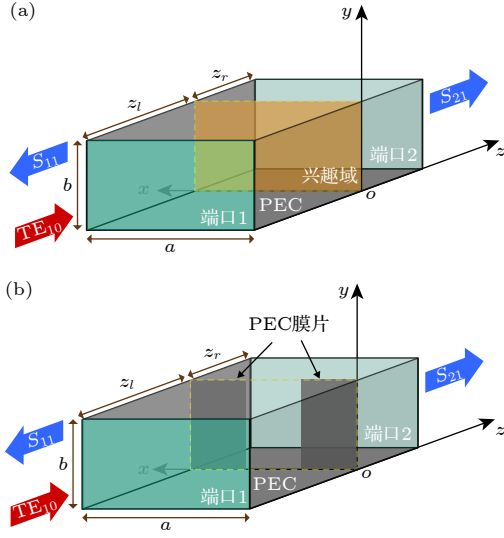 (a)
y
z_r
z_l
S_21
S_11
端口2
z
兴趣域
b
x
o
PEC
TE_10
端口1
a
(b)
y
PEC膜片
z_r
z_l
S_21
S_11
端口2
z
b
x
o
PEC
TE_10
端口1
a